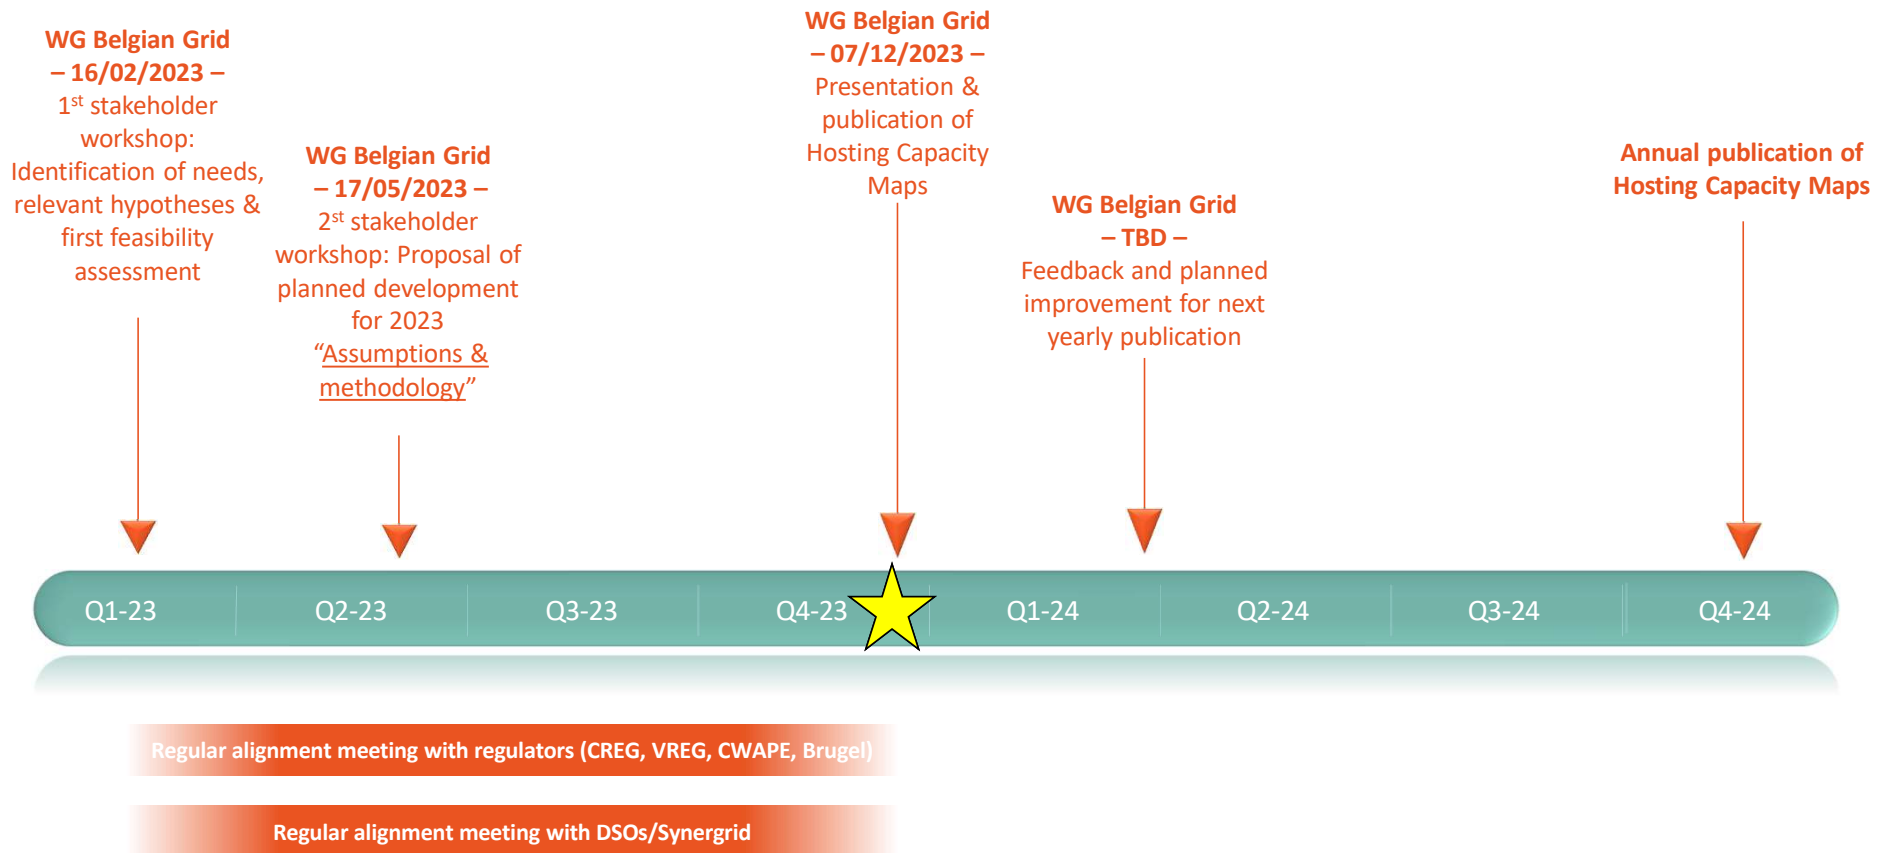 WG Belgian Grid
– 16/02/2023 –
1st stakeholder
workshop:
Identification of needs,
relevant hypotheses &
first feasibility
assessment
WG Belgian Grid
– 17/05/2023 –
2st stakeholder
workshop: Proposal of
planned development
for 2023
“Assumptions &
methodology”
WG Belgian Grid
– 07/12/2023 –
Presentation &
publication of
Hosting Capacity
Maps
WG Belgian Grid
– TBD –
Feedback and planned
improvement for next
yearly publication
Annual publication of
Hosting Capacity Maps
Q1-23
Q2-23
Q3-23
Q4-23
Q1-24
Q2-24
Q3-24
Q4-24
Regular alignment meeting with regulators (CREG, VREG, CWAPE, Brugel)
Regular alignment meeting with DSOs/Synergrid